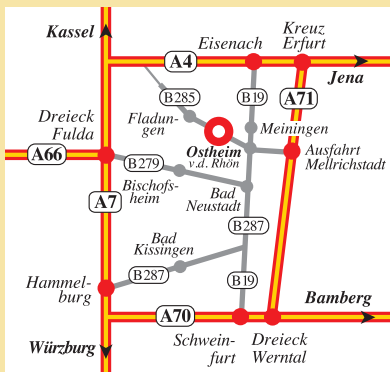 Kassel
Eisenach
Kreuz
Erfurt
A4
Jena
B285
B19
A71
Fladun-
gen
Meiningen
Dreieck
Fulda
Ostheim
v.d. Rhön
Ausfahrt
Mellrichstadt
A66
B279
Bischofs-
heim
Bad
Neustadt
A7
B287
Bad
Kissingen
Hammel-
burg
B287
B19
Bamberg
A70
Würzburg
Schwein-
furt
Dreieck
Werntal